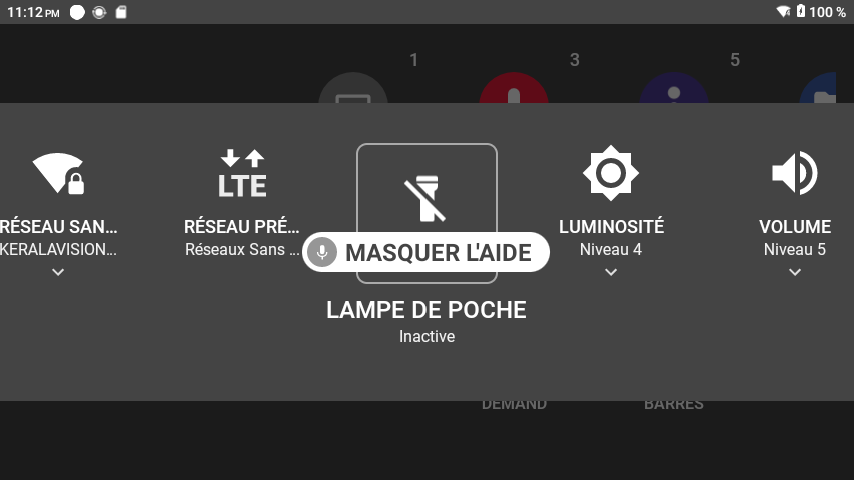 11:12 PM
100 %
1
3
5
LTE
RÉSEAU SAN...
KERALAVISION...
RÉSEAU PRÉ...
Réseaux Sans ...
MASQUER L'AIDE
LAMPE DE POCHE
Inactive
LUMINOSITÉ
Niveau 4
VOLUME
Niveau 5
DEMAND
BARRES